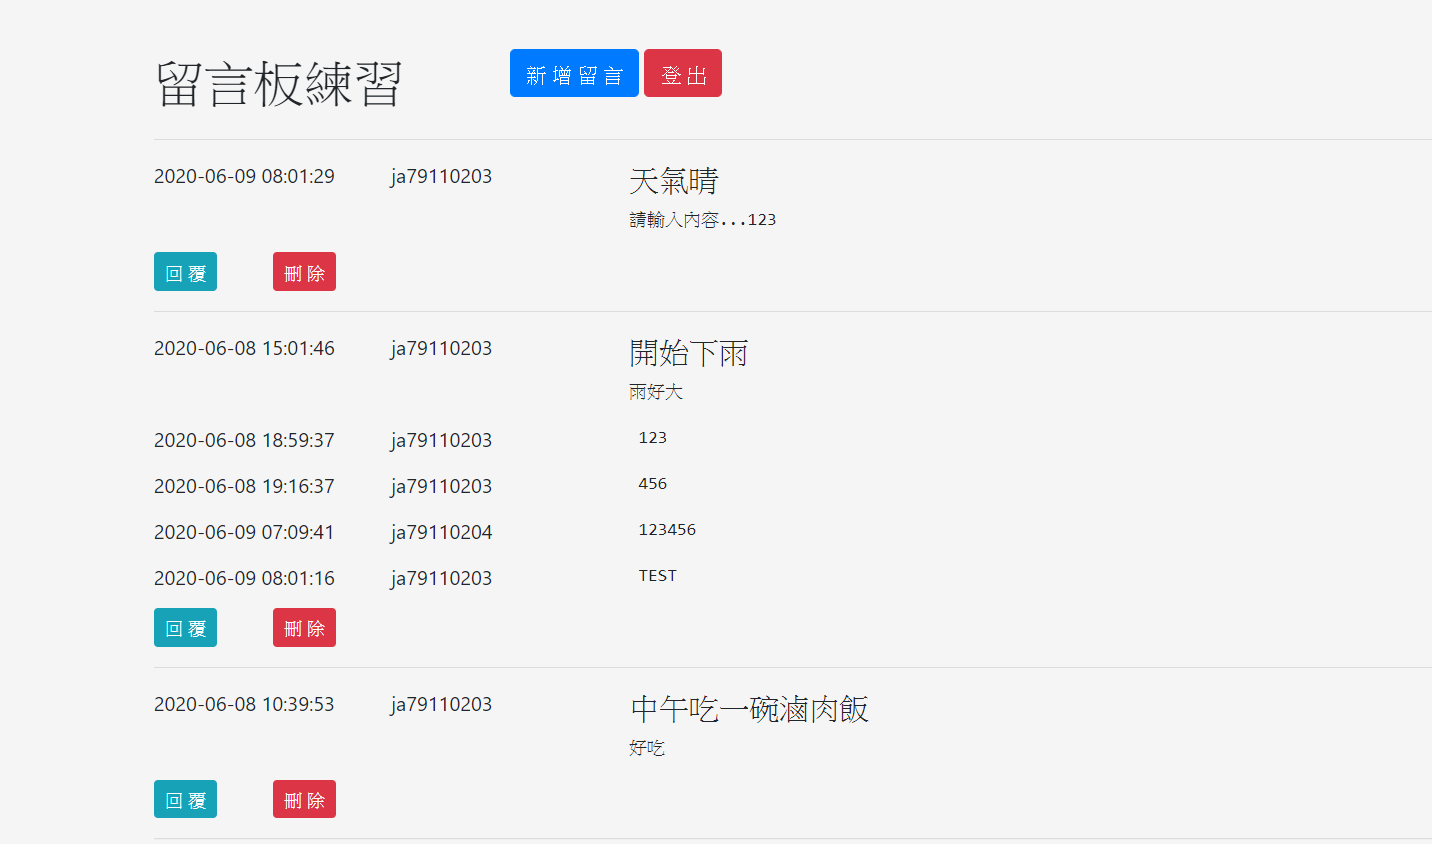 留言板練習 新增留言 登出
2020-06-09 08:01:29 ja79110203 天氣晴
請輸入內容...123
回覆 刪除
2020-06-08 15:01:46 ja79110203 開始下雨
雨好大
2020-06-08 18:59:37 ja79110203 123
2020-06-08 19:16:37 ja79110203 456
2020-06-09 07:09:41 ja79110204 123456
2020-06-09 08:01:16 ja79110203 TEST
回覆 刪除
2020-06-08 10:39:53 ja79110203 中午吃一碗滷肉飯
好吃
回覆 刪除